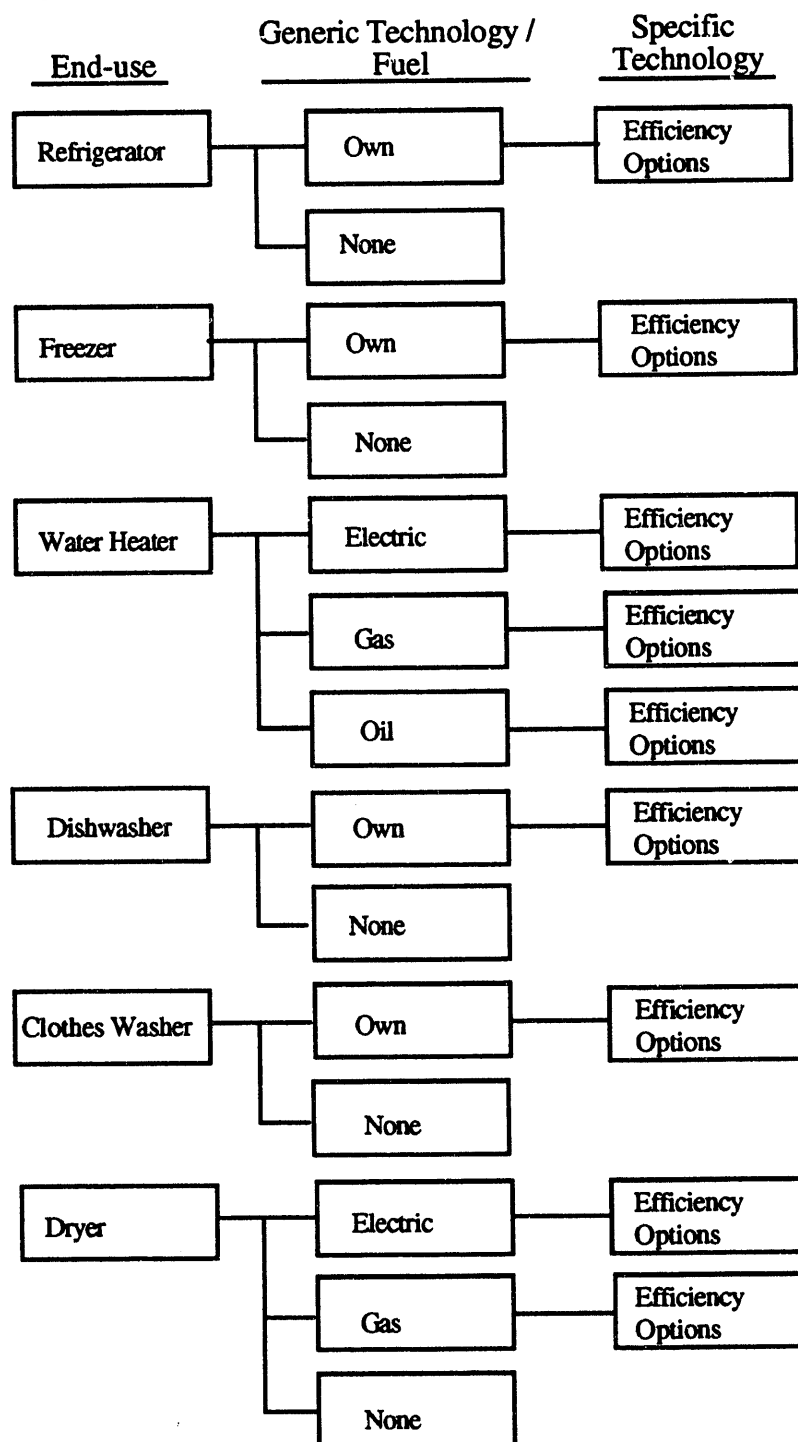 End-use
Generic Technology /
Fuel
Specific
Technology
Refrigerator
Own
Efficiency
Options
None
Freezer
Own
Efficiency
Options
None
Water Heater
Electric
Efficiency
Options
Gas
Efficiency
Options
Oil
Efficiency
Options
Dishwasher
Own
Efficiency
Options
None
Clothes Washer
Own
Efficiency
Options
None
Dryer
Electric
Efficiency
Options
Gas
Efficiency
Options
None